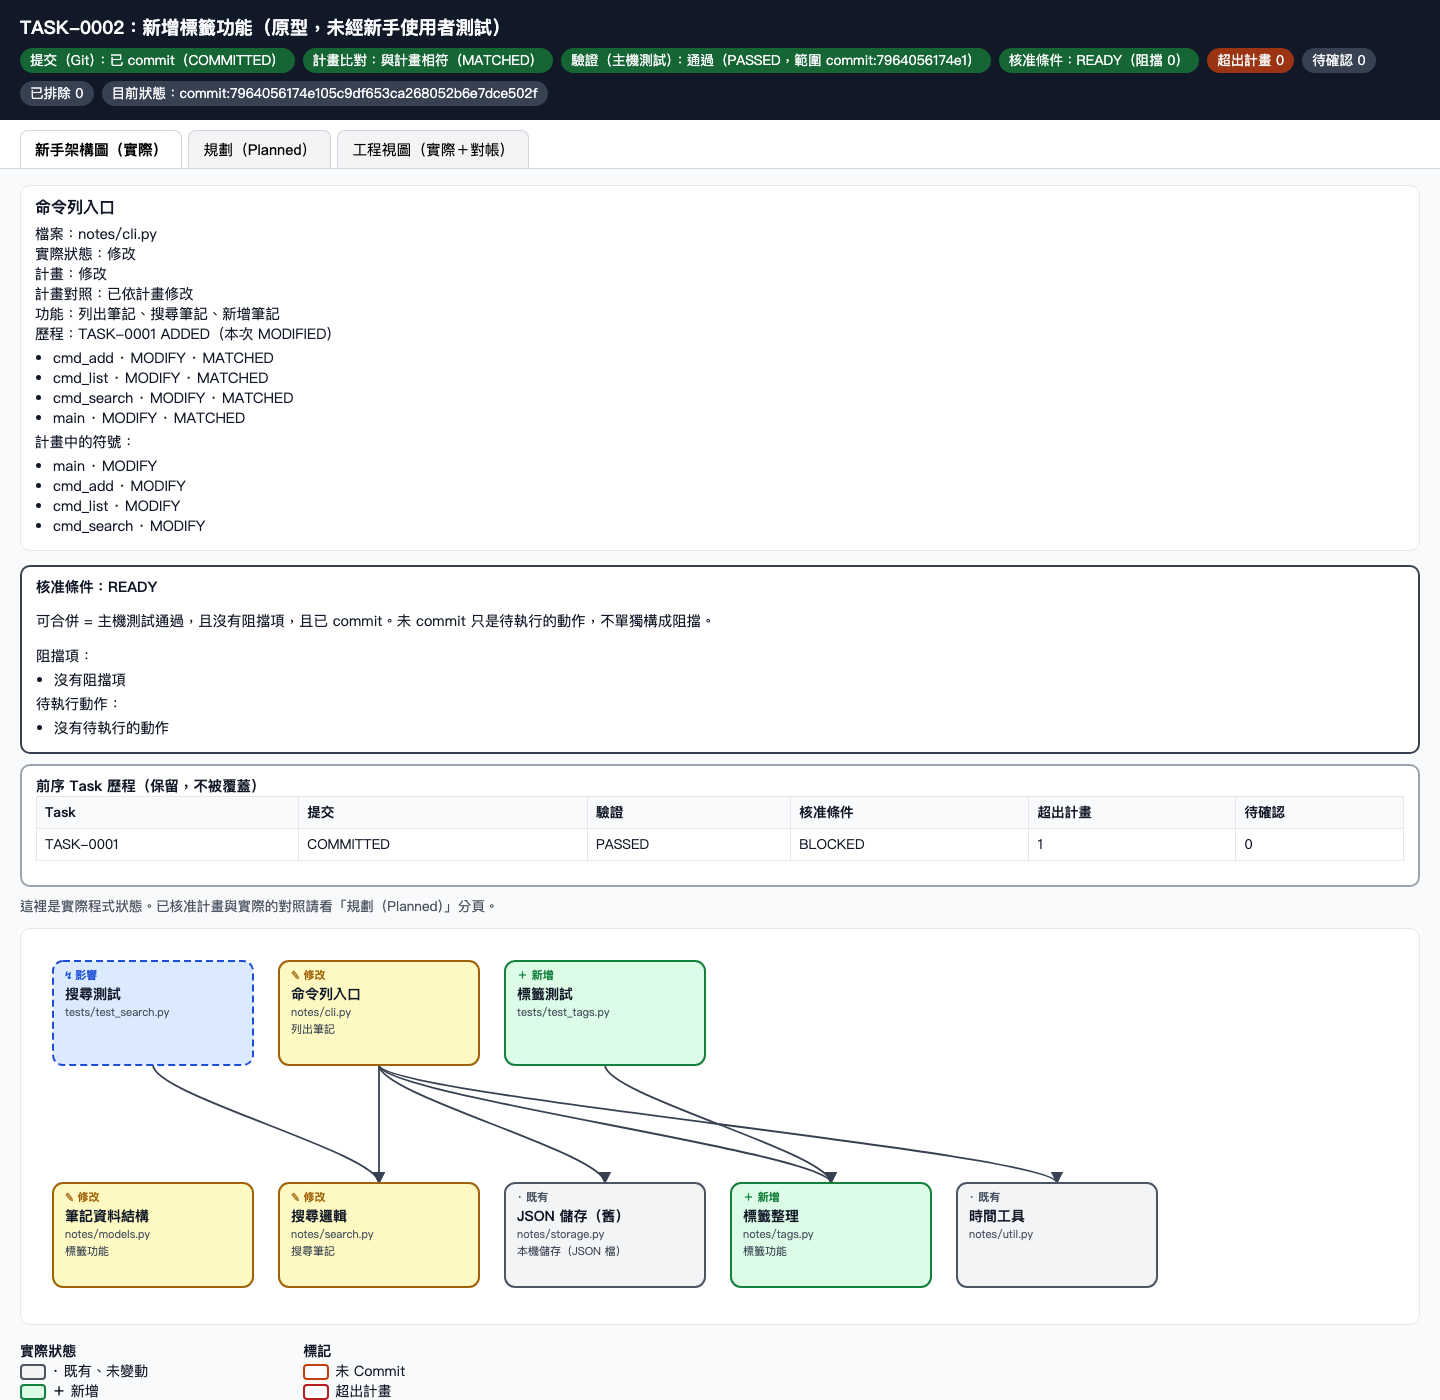 TASK-0002：新增標籤功能（原型，未經新手使用者測試）
提交（Git）：已 commit（COMMITTED） 計畫比對：與計畫相符（MATCHED） 驗證（主機測試）：通過（PASSED，範圍 commit:7964056174e1） 核准條件：READY（阻擋 0） 超出計畫 0 待確認 0
已排除 0 目前狀態：commit:7964056174e105c9df653ca268052b6e7dce502f
新手架構圖（實際） 規劃（Planned） 工程視圖（實際＋對帳）
命令列入口
檔案：notes/cli.py
實際狀態：修改
計畫：修改
計畫對照：已依計畫修改
功能：列出筆記、搜尋筆記、新增筆記
歷程：TASK-0001 ADDED（本次 MODIFIED）
• cmd_add · MODIFY · MATCHED
• cmd_list · MODIFY · MATCHED
• cmd_search · MODIFY · MATCHED
• main · MODIFY · MATCHED
計畫中的符號：
• main · MODIFY
• cmd_add · MODIFY
• cmd_list · MODIFY
• cmd_search · MODIFY
核准條件：READY
可合併 = 主機測試通過，且沒有阻擋項，且已 commit。未 commit 只是待執行的動作，不單獨構成阻擋。
阻擋項：
• 沒有阻擋項
待執行動作：
• 沒有待執行的動作
前序 Task 歷程（保留，不被覆蓋）
Task 提交 驗證 核准條件 超出計畫 待確認
TASK-0001 COMMITTED PASSED BLOCKED 1 0
這裡是實際程式狀態。已核准計畫與實際的對照請看「規劃（Planned）」分頁。
↯ 影響
搜尋測試
tests/test_search.py
✎ 修改
命令列入口
notes/cli.py
列出筆記
＋ 新增
標籤測試
tests/test_tags.py
✎ 修改
筆記資料結構
notes/models.py
標籤功能
✎ 修改
搜尋邏輯
notes/search.py
搜尋筆記
· 既有
JSON 儲存（舊）
notes/storage.py
本機儲存（JSON 檔）
＋ 新增
標籤整理
notes/tags.py
標籤功能
· 既有
時間工具
notes/util.py
實際狀態
· 既有、未變動
＋ 新增
標記
未 Commit
超出計畫